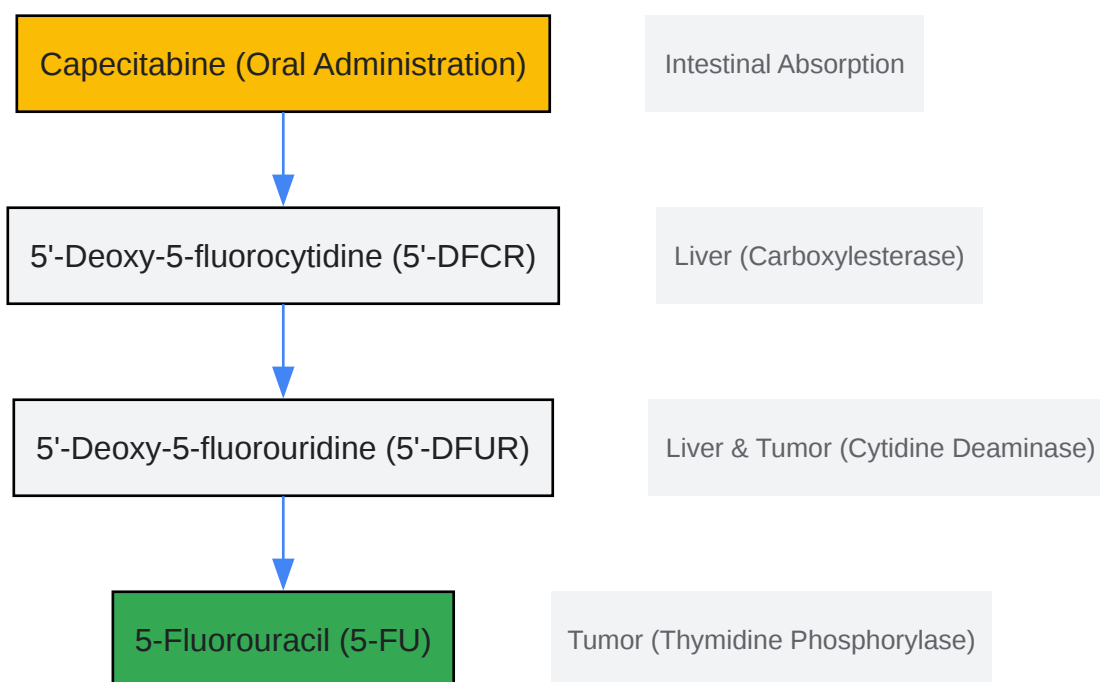 Capecitabine (Oral Administration)
Intestinal Absorption
5'-Deoxy-5-fluorocytidine (5'-DFCR)
Liver (Carboxylesterase)
5'-Deoxy-5-fluorouridine (5'-DFUR)
Liver & Tumor (Cytidine Deaminase)
5-Fluorouracil (5-FU)
Tumor (Thymidine Phosphorylase)